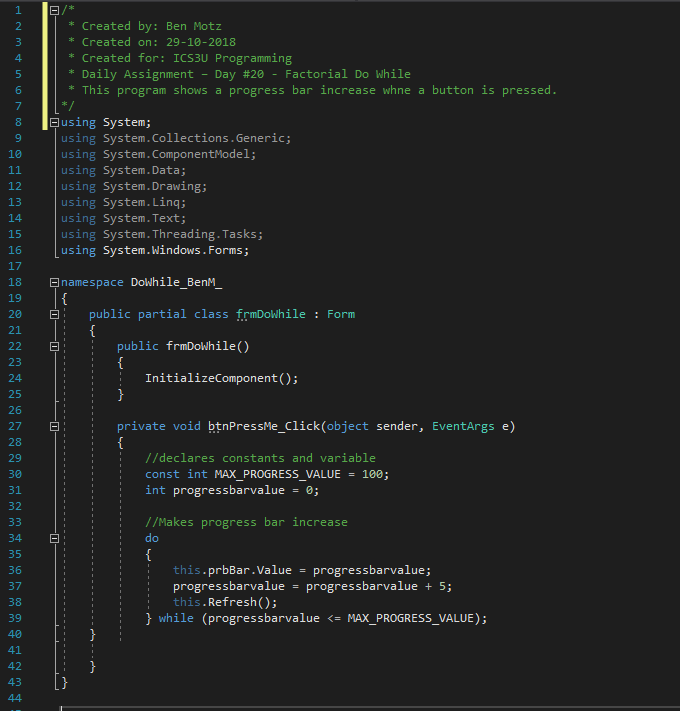 1 /*
2 * Created by: Ben Motz
3 * Created on: 29-10-2018
4 * Created for: ICS3U Programming
5 * Daily Assignment – Day #20 - Factorial Do While
6 * This program shows a progress bar increase whne a button is pressed.
7 */
8 using System;
9 using System.Collections.Generic;
10 using System.ComponentModel;
11 using System.Data;
12 using System.Drawing;
13 using System.Linq;
14 using System.Text;
15 using System.Threading.Tasks;
16 using System.Windows.Forms;
17
18 namespace DoWhile_BenM_
19 {
20 public partial class frmDoWhile : Form
21 {
22 public frmDoWhile()
23 {
24 InitializeComponent();
25 }
26
27 private void btnPressMe_Click(object sender, EventArgs e)
28 {
29 //declares constants and variable
30 const int MAX_PROGRESS_VALUE = 100;
31 int progressbarvalue = 0;
32
33 //Makes progress bar increase
34 do
35 {
36 this.prbBar.Value = progressbarvalue;
37 progressbarvalue = progressbarvalue + 5;
38 this.Refresh();
39 } while (progressbarvalue <= MAX_PROGRESS_VALUE);
40 }
41
42 }
43 }
44